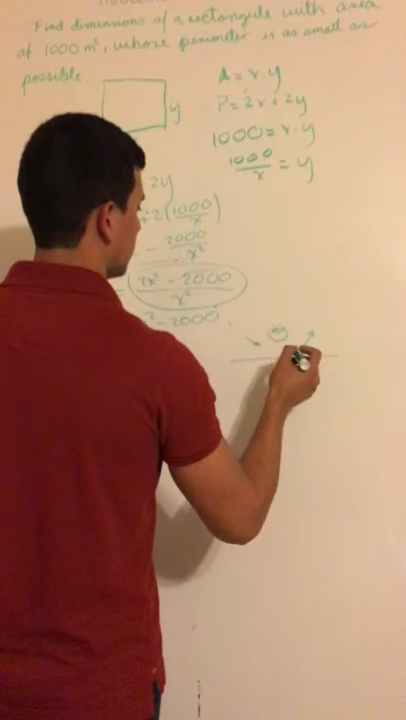 Find dimensions of a rectangle with area
of 1000 m², whose perimeter is as small as
possible
y
A = x · y
P = 2x + 2y
1000 = x · y
1000/x = y
2y
+ 2(1000/x)
- 2000/x²
2x² - 2000/x²
² - 2000